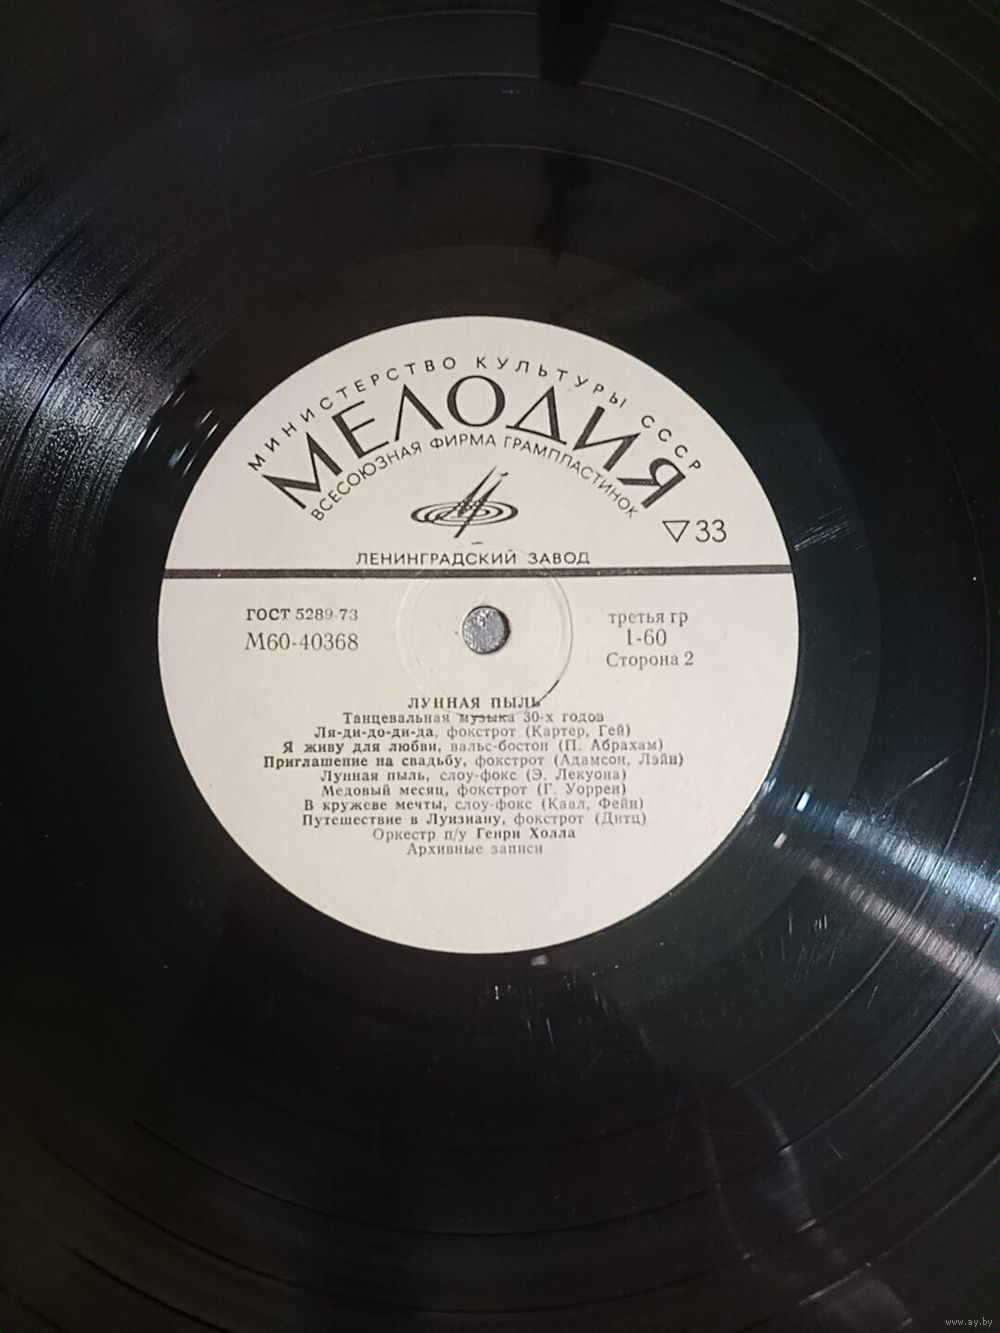 МИНИСТЕРСТВО КУЛЬТУРЫ СССР
МЕЛОДИЯ
ВСЕСОЮЗНАЯ ФИРМА ГРАМПЛАСТИНОК
▽33
ЛЕНИНГРАДСКИЙ ЗАВОД
ГОСТ 5289-73
М60-40368
третья гр
1-60
Сторона 2
ЛУННАЯ ПЫЛЬ
Танцевальная музыка 30-х годов
Ля-ди-до-ди-да, фокстрот (Картер, Гей)
Я живу для любви, вальс-бостон (П. Абрахам)
Приглашение на свадьбу, фокстрот (Адамсон, Лэйн)
Лунная пыль, слоу-фокс (Э. Лекуона)
Медовый месяц, фокстрот (Г. Уоррен)
В кружеве мечты, слоу-фокс (Каал, Фейн)
Путешествие в Луизиану, фокстрот (Дитц)
Оркестр п/у Генри Холла
Архивные записи
www.ay.by